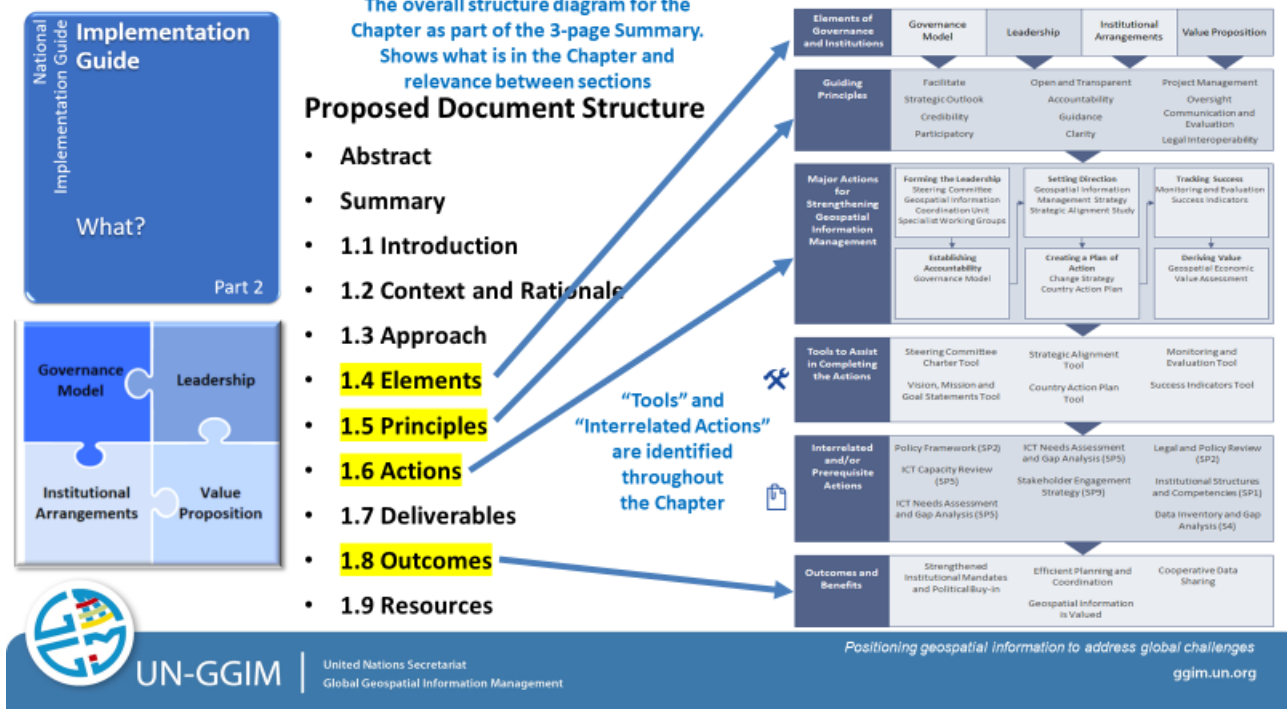 National
Implementation Guide
Implementation
Guide
What?
Part 2
Governance
Model
Leadership
Institutional
Arrangements
Value
Proposition
The overall structure diagram for the
Chapter as part of the 3-page Summary.
Shows what is in the Chapter and
relevance between sections
Proposed Document Structure
• Abstract
• Summary
• 1.1 Introduction
• 1.2 Context and Rationale
• 1.3 Approach
• 1.4 Elements
• 1.5 Principles
• 1.6 Actions
• 1.7 Deliverables
• 1.8 Outcomes
• 1.9 Resources
"Tools" and
"Interrelated Actions"
are identified
throughout
the Chapter
Elements of
Governance
and Institutions
Governance
Model
Leadership
Institutional
Arrangements
Value Proposition
Guiding
Principles
Facilitate
Strategic Outlook
Credibility
Participatory
Open and Transparent
Accountability
Guidance
Clarity
Project Management
Oversight
Communication and
Evaluation
Legal Interoperability
Major Actions
for
Strengthening
Geospatial
Information
Management
Forming the Leadership
Steering Committee
Geospatial Information
Coordination Unit
Specialist Working Groups
Setting Direction
Geospatial Information
Management Strategy
Strategic Alignment Study
Tracking Success
Monitoring and Evaluation
Success Indicators
Establishing
Accountability
Governance Model
Creating a Plan of
Action
Change Strategy
Country Action Plan
Deriving Value
Geospatial Economic
Value Assessment
Tools to Assist
in Completing
the Actions
Steering Committee
Charter Tool
Vision, Mission and
Goal Statements Tool
Strategic Alignment
Tool
Country Action Plan
Tool
Monitoring and
Evaluation Tool
Success Indicators Tool
Interrelated
and/or
Prerequisite
Actions
Policy Framework (SP2)
ICT Capacity Review
(SP5)
ICT Needs Assessment
and Gap Analysis (SP5)
ICT Needs Assessment
and Gap Analysis (SP5)
Stakeholder Engagement
Strategy (SP9)
Legal and Policy Review
(SP2)
Institutional Structures
and Competencies (SP1)
Data Inventory and Gap
Analysis (S4)
Outcomes and
Benefits
Strengthened
Institutional Mandates
and Political Buy-in
Efficient Planning and
Coordination
Geospatial Information
is Valued
Cooperative Data
Sharing
UN-GGIM
United Nations Secretariat
Global Geospatial Information Management
Positioning geospatial information to address global challenges
ggim.un.org